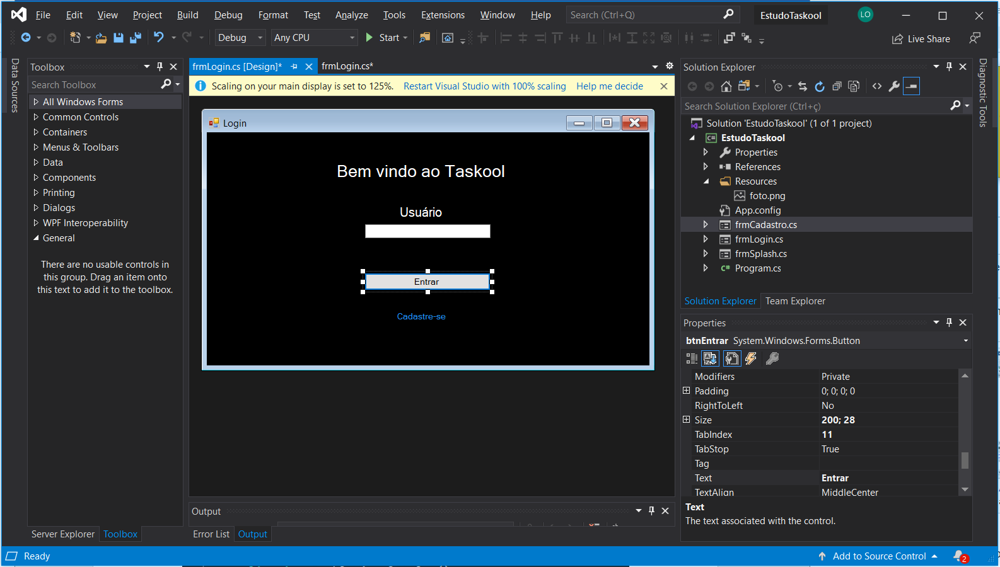 File Edit View Project Build Debug Format Test Analyze Tools Extensions Window Help Search (Ctrl+Q) EstudoTaskool LO
Debug Any CPU Start Live Share
Data Sources
Toolbox
Search Toolbox
All Windows Forms
Common Controls
Containers
Menus & Toolbars
Data
Components
Printing
Dialogs
WPF Interoperability
General
There are no usable controls in
this group. Drag an item onto
this text to add it to the toolbox.
Server Explorer Toolbox
frmLogin.cs [Design]* frmLogin.cs*
Scaling on your main display is set to 125%. Restart Visual Studio with 100% scaling Help me decide
Login
Bem vindo ao Taskool
Usuário
Entrar
Cadastre-se
Output
Error List Output
Solution Explorer
Search Solution Explorer (Ctrl+ç)
Solution 'EstudoTaskool' (1 of 1 project)
C# EstudoTaskool
Properties
References
Resources
foto.png
App.config
frmCadastro.cs
frmLogin.cs
frmSplash.cs
C# Program.cs
Solution Explorer Team Explorer
Properties
btnEntrar System.Windows.Forms.Button
Modifiers Private
Padding 0; 0; 0; 0
RightToLeft No
Size 200; 28
TabIndex 11
TabStop True
Tag
Text Entrar
TextAlign MiddleCenter
Text
The text associated with the control.
Diagnostic Tools
Ready Add to Source Control 2